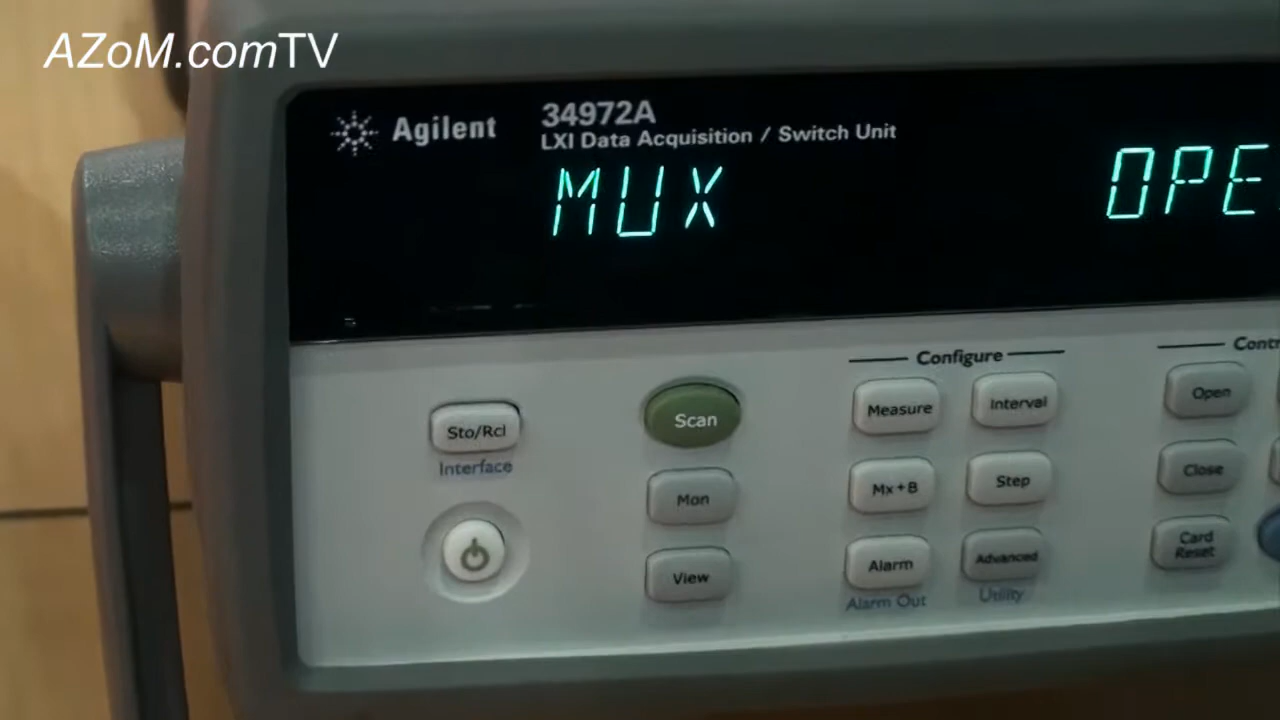 AZoM.comTV
Agilent
34972A
LXI Data Acquisition / Switch Unit
MUX OPE
Configure
Contr
Sto/Rcl
Interface
Scan
Mon
View
Measure
Interval
Mx+B
Step
Alarm
Alarm Out
Advanced
Utility
Open
Close
Card
Reset